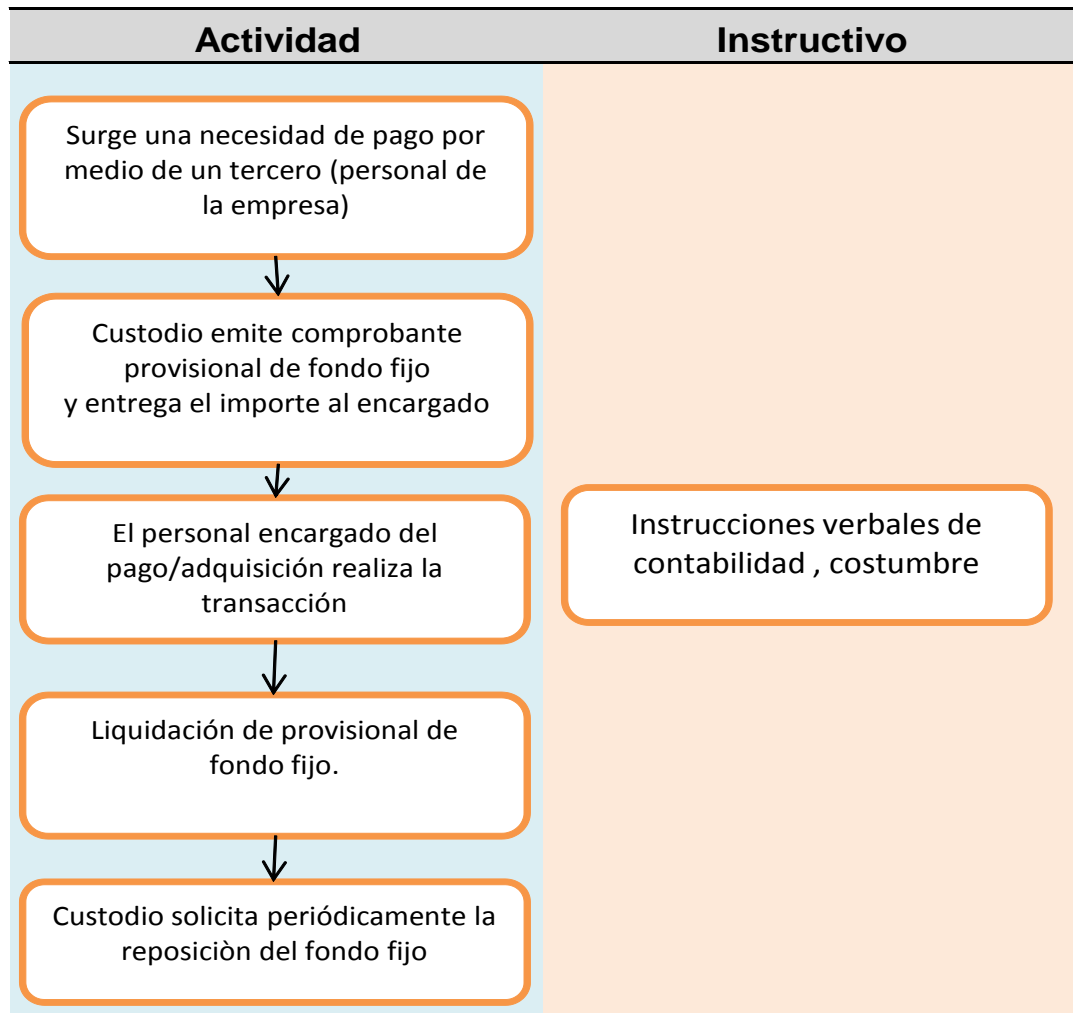 Actividad
Instructivo
Surge una necesidad de pago por
medio de un tercero (personal de
la empresa)
Custodio emite comprobante
provisional de fondo fijo
y entrega el importe al encargado
El personal encargado del
pago/adquisición realiza la
transacción
Instrucciones verbales de
contabilidad , costumbre
Liquidación de provisional de
fondo fijo.
Custodio solicita periódicamente la
reposiciòn del fondo fijo